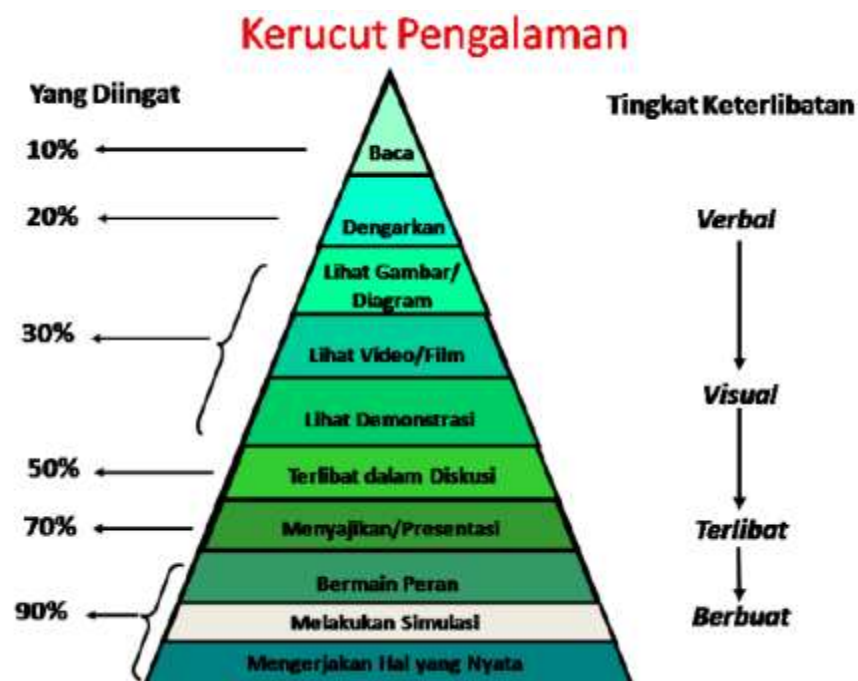 Kerucut Pengalaman
Yang Diingat
Tingkat Keterlibatan
10%
Baca
20%
Dengarkan
Verbal
Lihat Gambar/
Diagram
30%
Lihat Video/Film
Visual
Lihat Demonstrasi
50%
Terlibat dalam Diskusi
70%
Menyajikan/Presentasi
Terlibat
Bermain Peran
90%
Melakukan Simulasi
Berbuat
Mengerjakan Hal yang Nyata